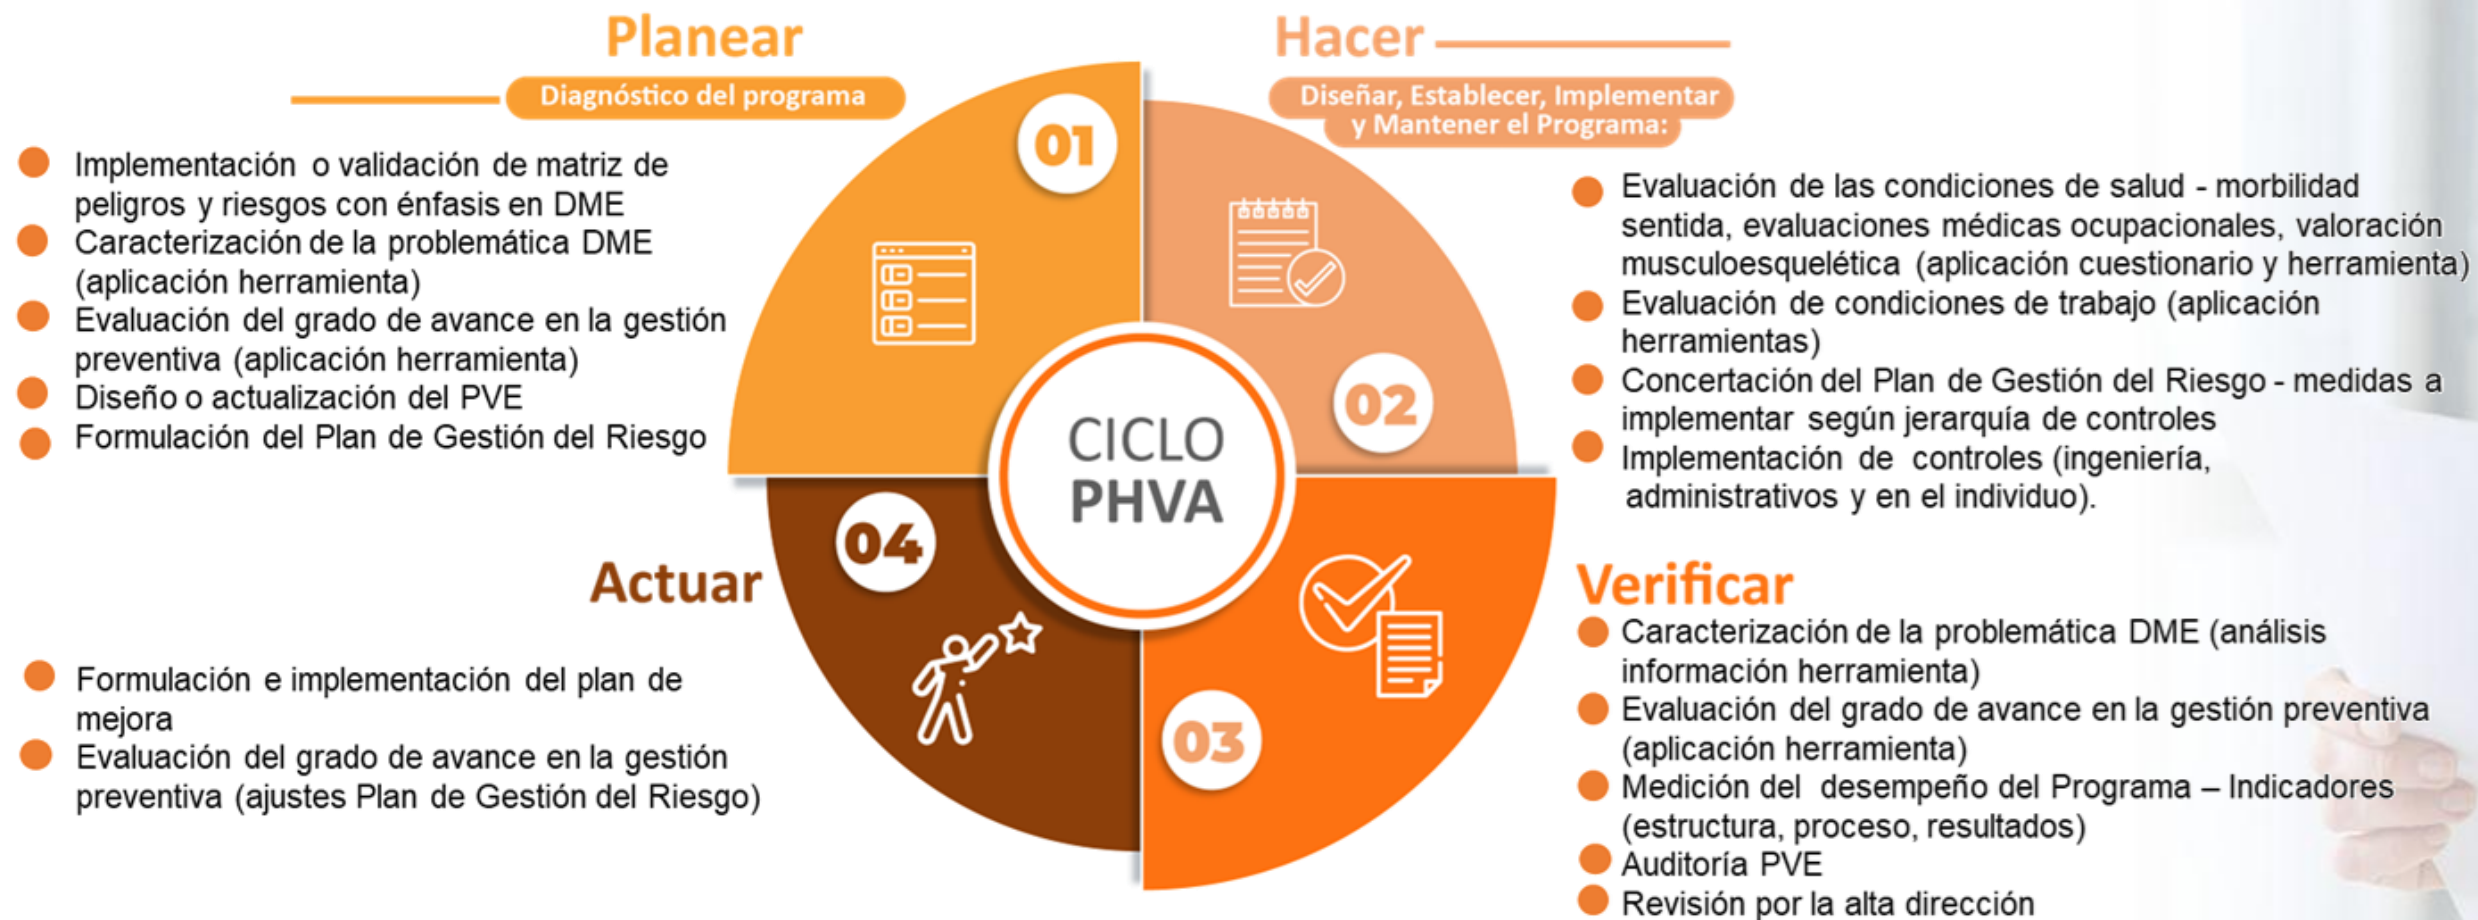 Planear
Diagnóstico del programa
01
Implementación o validación de matriz de
peligros y riesgos con énfasis en DME
Caracterización de la problemática DME
(aplicación herramienta)
Evaluación del grado de avance en la gestión
preventiva (aplicación herramienta)
Diseño o actualización del PVE
Formulación del Plan de Gestión del Riesgo
Hacer
Diseñar, Establecer, Implementar
y Mantener el Programa:
02
Evaluación de las condiciones de salud - morbilidad
sentida, evaluaciones médicas ocupacionales, valoración
musculoesquelética (aplicación cuestionario y herramienta)
Evaluación de condiciones de trabajo (aplicación
herramientas)
Concertación del Plan de Gestión del Riesgo - medidas a
implementar según jerarquía de controles
Implementación de controles (ingeniería,
administrativos y en el individuo).
CICLO
PHVA
Verificar
03
Caracterización de la problemática DME (análisis
información herramienta)
Evaluación del grado de avance en la gestión preventiva
(aplicación herramienta)
Medición del desempeño del Programa – Indicadores
(estructura, proceso, resultados)
Auditoría PVE
Revisión por la alta dirección
Actuar
04
Formulación e implementación del plan de
mejora
Evaluación del grado de avance en la gestión
preventiva (ajustes Plan de Gestión del Riesgo)